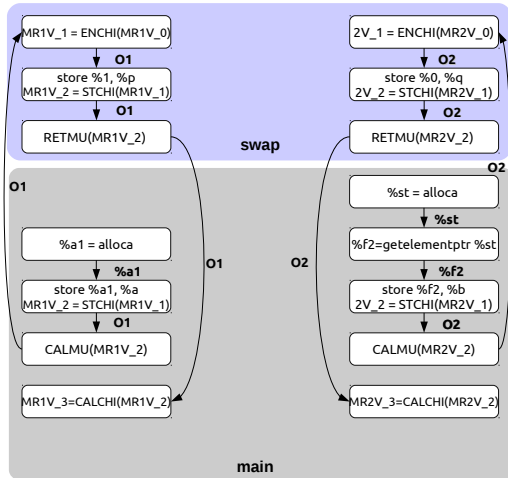 MR1V_1 = ENCHI(MR1V_0)
O1
store %1, %p
MR1V_2 = STCHI(MR1V_1)
O1
RETMU(MR1V_2)
2V_1 = ENCHI(MR2V_0)
O2
store %0, %q
2V_2 = STCHI(MR2V_1)
O2
RETMU(MR2V_2)
swap
O1
O1
O2
O2
%a1 = alloca
%a1
store %a1, %a
MR1V_2 = STCHI(MR1V_1)
O1
CALMU(MR1V_2)
MR1V_3=CALCHI(MR1V_2)
%st = alloca
%st
%f2=getelementptr %st
%f2
store %f2, %b
2V_2 = STCHI(MR2V_1)
O2
CALMU(MR2V_2)
MR2V_3=CALCHI(MR2V_2)
main